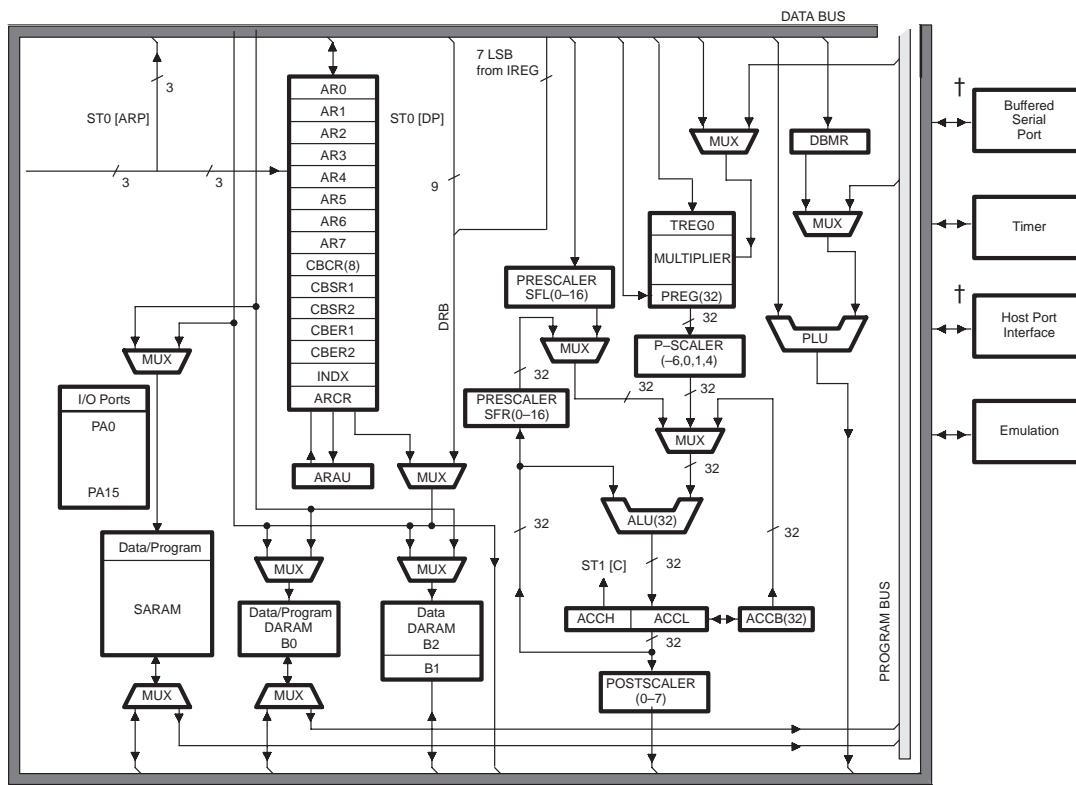 DATA BUS
7 LSB
from IREG
3
ST0 [ARP]
3
3
AR0
AR1
AR2
AR3
AR4
AR5
AR6
AR7
CBCR(8)
CBSR1
CBSR2
CBER1
CBER2
INDX
ARCR
ARAU
ST0 [DP]
9
DRB
MUX
MUX
DBMR
MUX
TREG0
MULTIPLIER
PREG(32)
32
PRESCALER
SFL(0–16)
MUX
32
PRESCALER
SFR(0–16)
P–SCALER
(–6,0,1,4)
32
32
MUX
32
PLU
ALU(32)
32
32
32
ST1 [C]
ACCH
ACCL
ACCB(32)
32
POSTSCALER
(0–7)
MUX
I/O Ports
PA0
PA15
Data/Program
SARAM
MUX
MUX
Data/Program
DARAM
B0
MUX
MUX
Data
DARAM
B2
B1
PROGRAM BUS
†
Buffered
Serial
Port
Timer
†
Host Port
Interface
Emulation